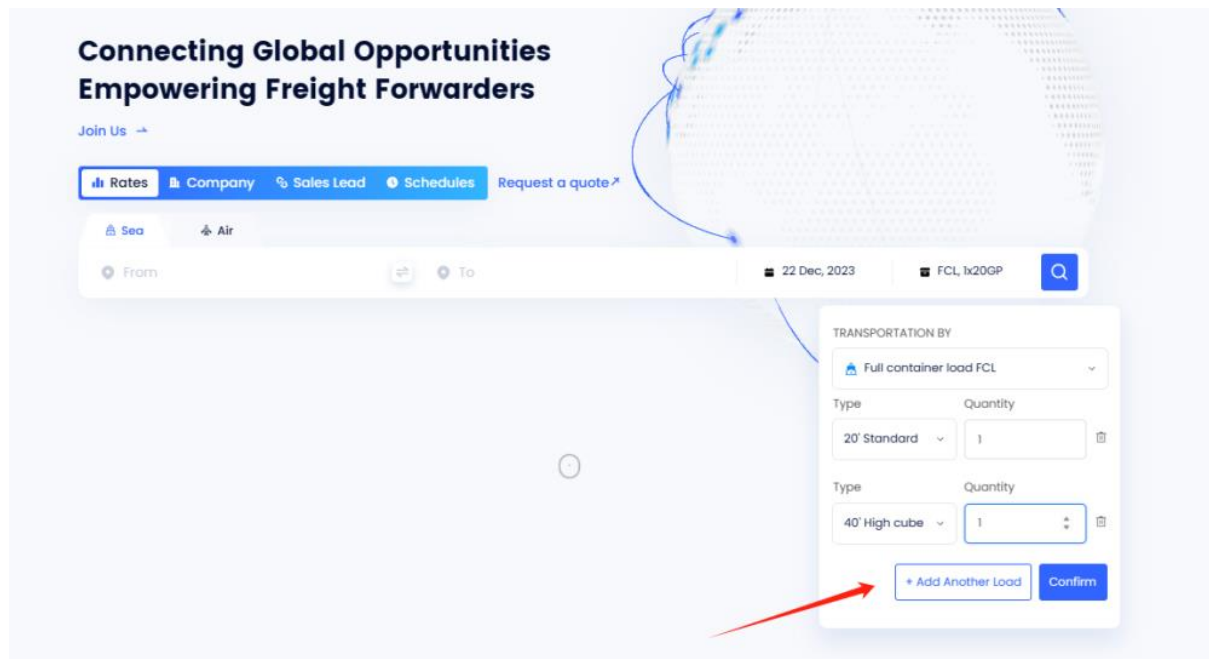 Connecting Global Opportunities
Empowering Freight Forwarders
Join Us
Rates Company Sales Lead Schedules Request a quote
Sea Air
From To 22 Dec, 2023 FCL, 1x20GP
TRANSPORTATION BY
Full container load FCL
Type Quantity
20' Standard 1
Type Quantity
40' High cube 1
+ Add Another Load Confirm